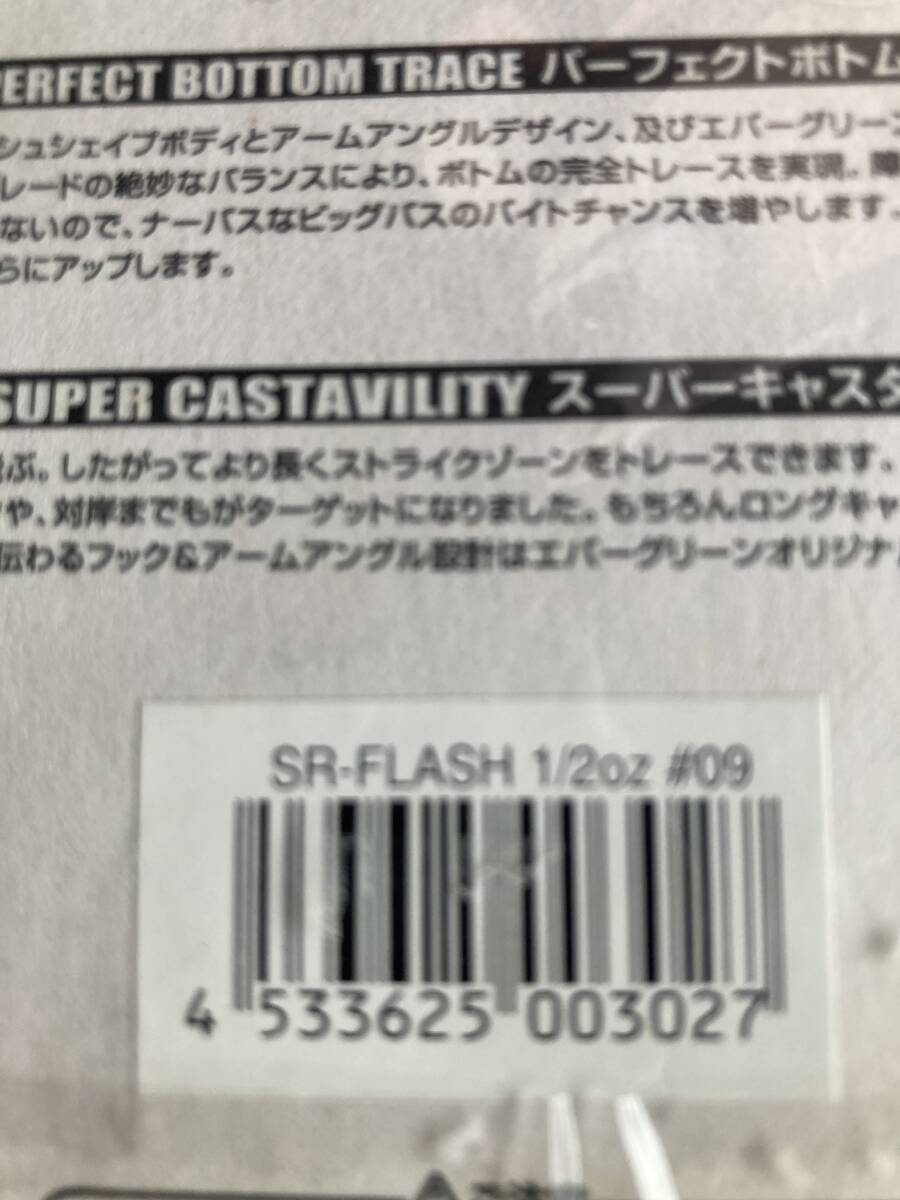 PERFECT BOTTOM TRACE パーフェクトボトム
シュシェイプボディとアームアングルデザイン、及びエバーグリーン
レードの絶妙なバランスにより、ボトムの完全トレースを実現。障
ないので、ナーバスなビッグバスのバイトチャンスを増やします。
らにアップします。
SUPER CASTAVILITY スーパーキャスタ
ぶ。したがってより長くストライクゾーンをトレースできます。
や、対岸までもがターゲットになりました。もちろんロングキャ
伝わるフック&アームアングル設計はエバーグリーンオリジナ
SR-FLASH 1/2oz #09
4 533625 003027